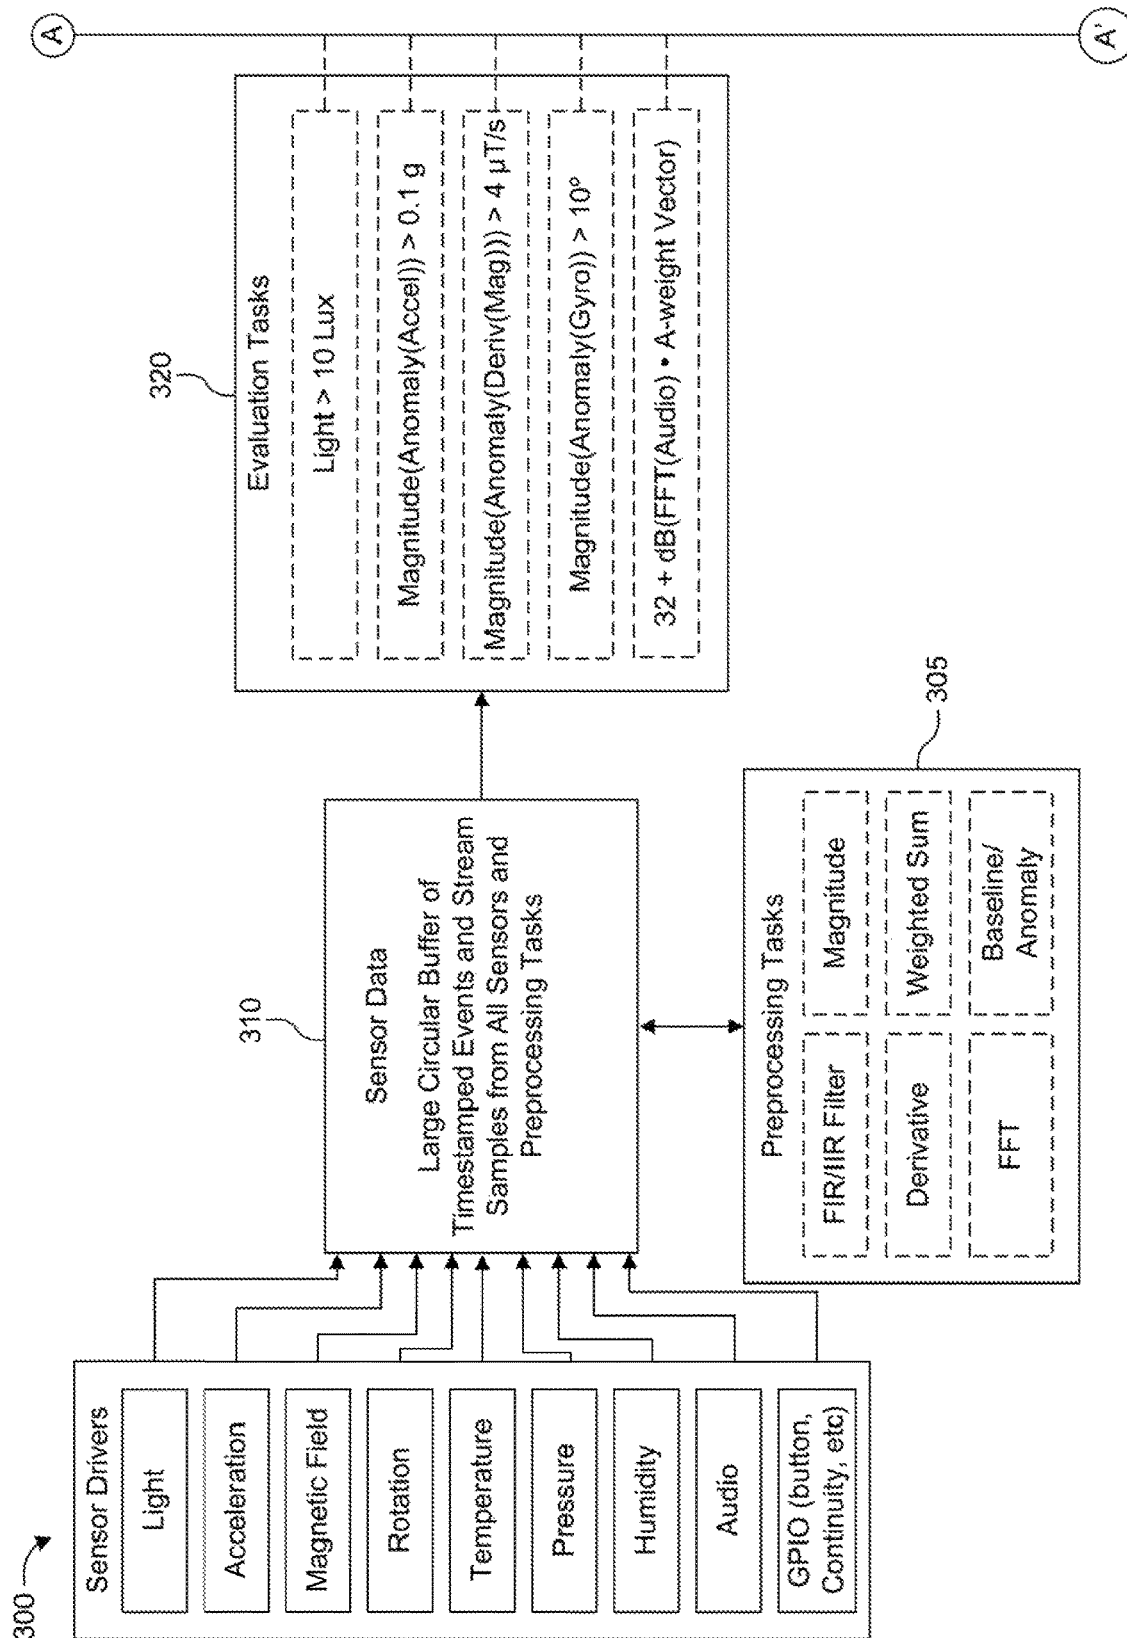 300
Sensor Drivers
Light
Acceleration
Magnetic Field
Rotation
Temperature
Pressure
Humidity
Audio
GPIO (button,
Continuity, etc)
310
Sensor Data
Large Circular Buffer of
Timestamped Events and Stream
Samples from All Sensors and
Preprocessing Tasks
305
Preprocessing Tasks
FIR/IIR Filter
Magnitude
Derivative
Weighted Sum
FFT
Baseline/
Anomaly
320
Evaluation Tasks
Light > 10 Lux
Magnitude(Anomaly(Accel)) > 0.1 g
Magnitude(Anomaly(Deriv(Mag))) > 4 µT/s
Magnitude(Anomaly(Gyro)) > 10º
32 + dB(FFT(Audio) • A-weight Vector)
A
A'